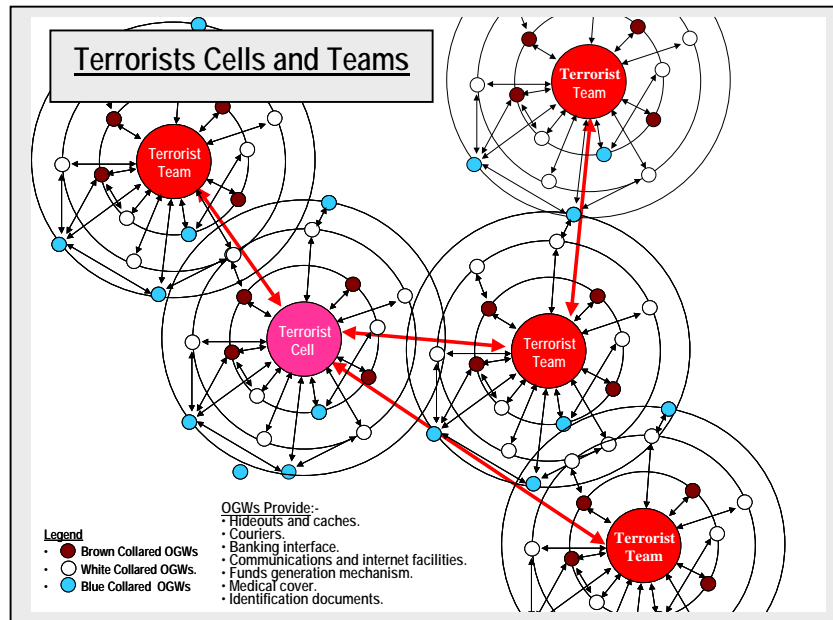 Terrorists Cells and Teams
Terrorist
Team
Terrorist
Team
Terrorist
Cell
Terrorist
Team
Terrorist
Team
OGWs Provide:-
• Hideouts and caches.
• Couriers.
• Banking interface.
• Communications and internet facilities.
• Funds generation mechanism.
• Medical cover.
• Identification documents.
Legend
• Brown Collared OGWs
• White Collared OGWs.
• Blue Collared OGWs